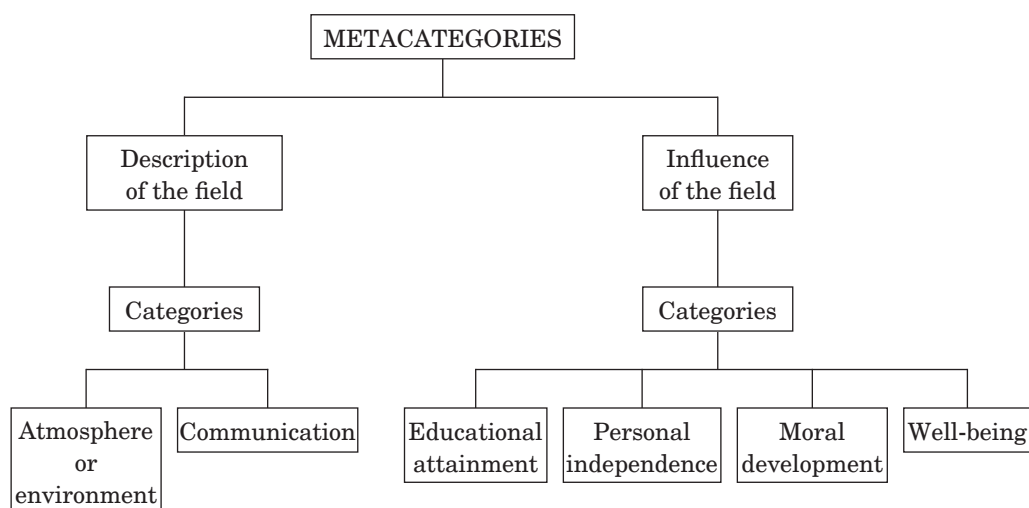 METACATEGORIES
Description
of the field
Influence
of the field
Categories
Categories
Atmosphere
or
environment
Communication
Educational
attainment
Personal
independence
Moral
development
Well-being